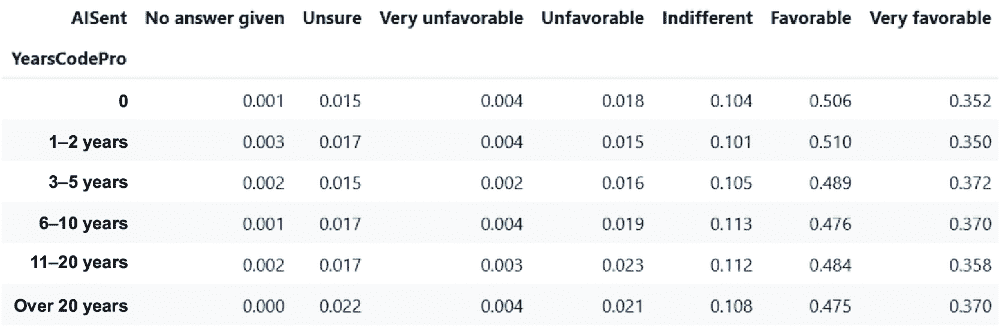 AISent No answer given Unsure Very unfavorable Unfavorable Indifferent Favorable Very favorable
YearsCodePro
0 0.001 0.015 0.004 0.018 0.104 0.506 0.352
1–2 years 0.003 0.017 0.004 0.015 0.101 0.510 0.350
3–5 years 0.002 0.015 0.002 0.016 0.105 0.489 0.372
6–10 years 0.001 0.017 0.004 0.019 0.113 0.476 0.370
11–20 years 0.002 0.017 0.003 0.023 0.112 0.484 0.358
Over 20 years 0.000 0.022 0.004 0.021 0.108 0.475 0.370